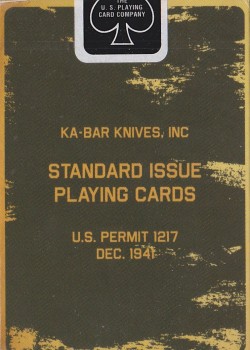 THE
U. S. PLAYING
CARD COMPANY
KA-BAR KNIVES, INC
STANDARD ISSUE
PLAYING CARDS
U.S. PERMIT 1217
DEC. 1941